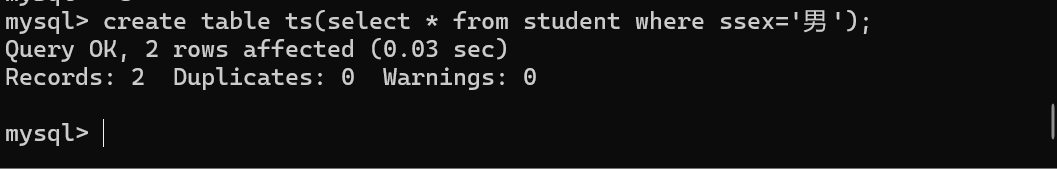 mysql> create table ts(select * from student where ssex='男');
Query OK, 2 rows affected (0.03 sec)
Records: 2  Duplicates: 0  Warnings: 0
mysql>